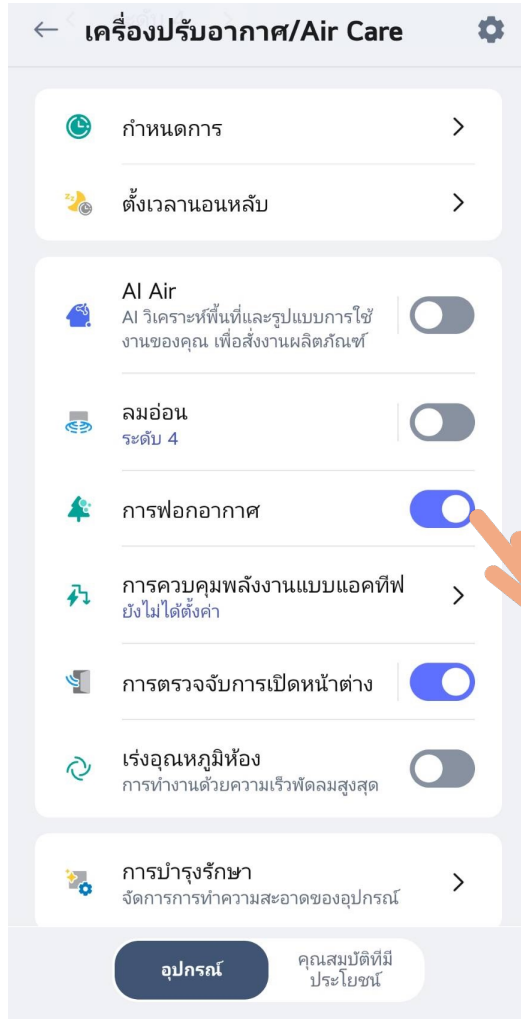 เครื่องปรับอากาศ/Air Care
กำหนดการ
ตั้งเวลานอนหลับ
AI Air
AI วิเคราะห์พื้นที่และรูปแบบการใช้
งานของคุณ เพื่อสั่งงานผลิตภัณฑ์
ลมอ่อน
ระดับ 4
การฟอกอากาศ
การควบคุมพลังงานแบบแอคทีฟ
ยังไม่ได้ตั้งค่า
การตรวจจับการเปิดหน้าต่าง
เร่งอุณหภูมิห้อง
การทำงานด้วยความเร็วพัดลมสูงสุด
การบำรุงรักษา
จัดการการทำความสะอาดของอุปกรณ์
อุปกรณ์
คุณสมบัติที่มี
ประโยชน์